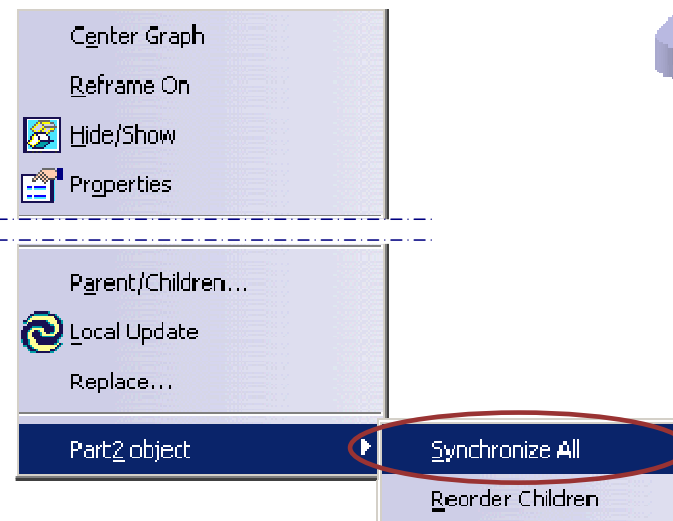 Center Graph
Reframe On
Hide/Show
Properties
Parent/Children...
Local Update
Replace...
Part2 object
Synchronize All
Reorder Children